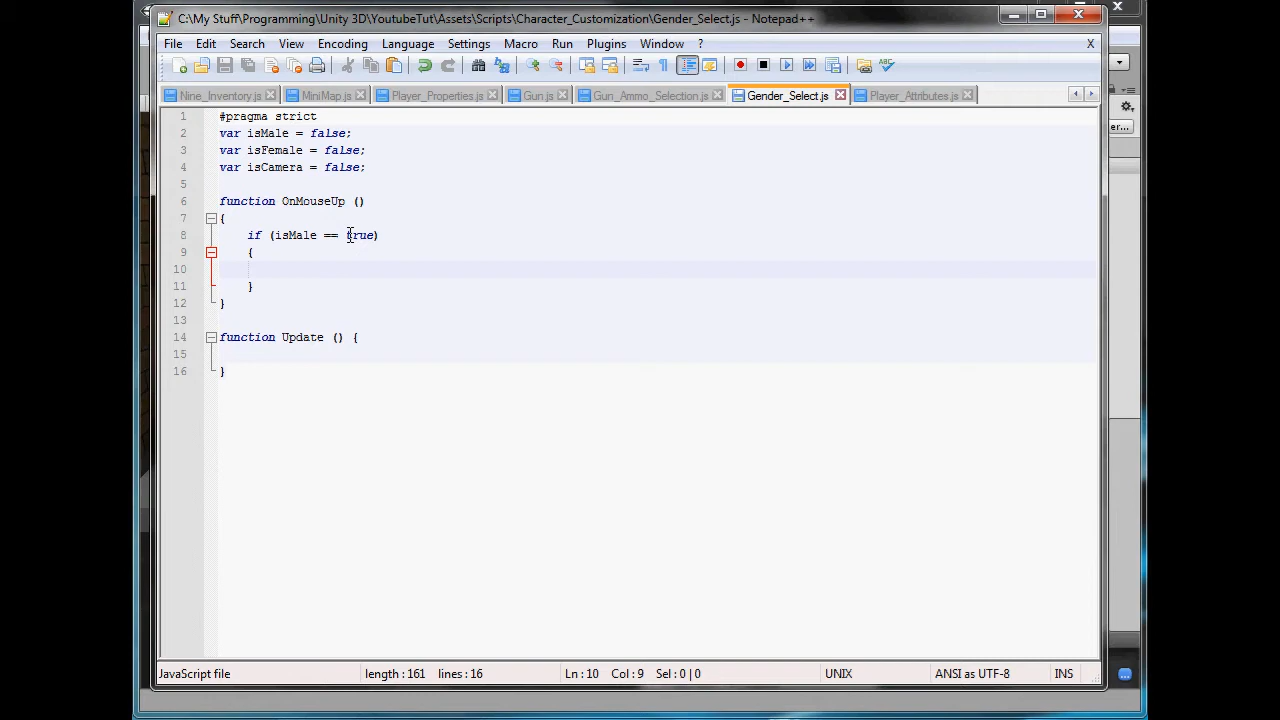 C:\My Stuff\Programming\Unity 3D\YoubuteTut\Assets\Scripts\Character_Customization\Gender_Select.js - Notepad++
File Edit Search View Encoding Language Settings Macro Run Plugins Window ? X
Nine_Inventory.js MiniMap.js Player_Properties.js Gun.js Gun_Ammo_Selection.js Gender_Select.js Player_Attributes.js
er...
1 #pragma strict
2 var isMale = false;
3 var isFemale = false;
4 var isCamera = false;
5
6 function OnMouseUp ()
7 {
8 if (isMale == true)
9 {
10
11 }
12 }
13
14 function Update () {
15
16 }
JavaScript file length : 161 lines : 16 Ln : 10 Col : 9 Sel : 0 | 0 UNIX ANSI as UTF-8 INS